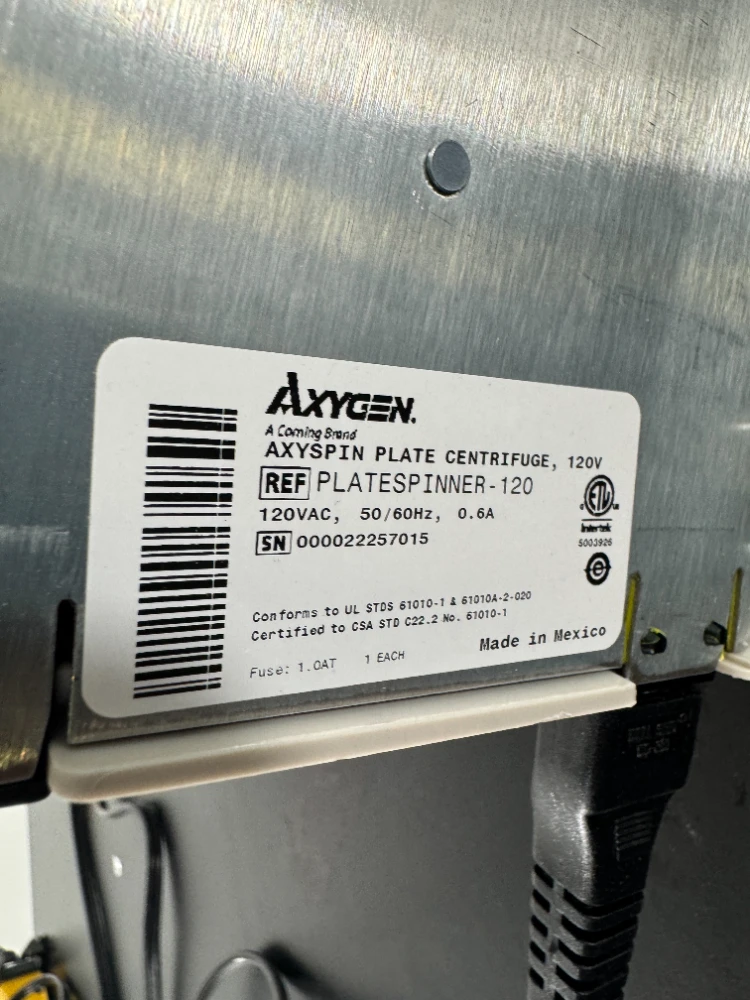 AXYGEN.
A Corning Brand
AXYSPIN PLATE CENTRIFUGE, 120V
REF PLATESPINNER-120
120VAC, 50/60Hz, 0.6A
SN 000022257015
ETL
Intertek
5003926
Conforms to UL STDS 61010-1 & 61010A-2-020
Certified to CSA STD C22.2 No. 61010-1
Made in Mexico
Fuse: 1.0AT 1 EACH